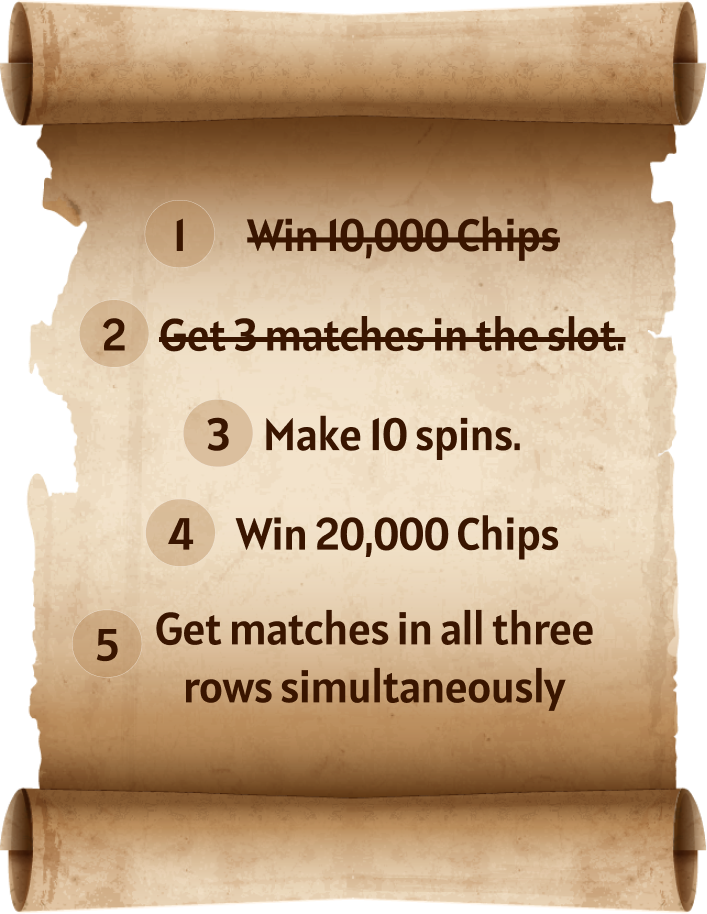 1 Win 10,000 Chips
2 Get 3 matches in the slot.
3 Make 10 spins.
4 Win 20,000 Chips
5 Get matches in all three
rows simultaneously